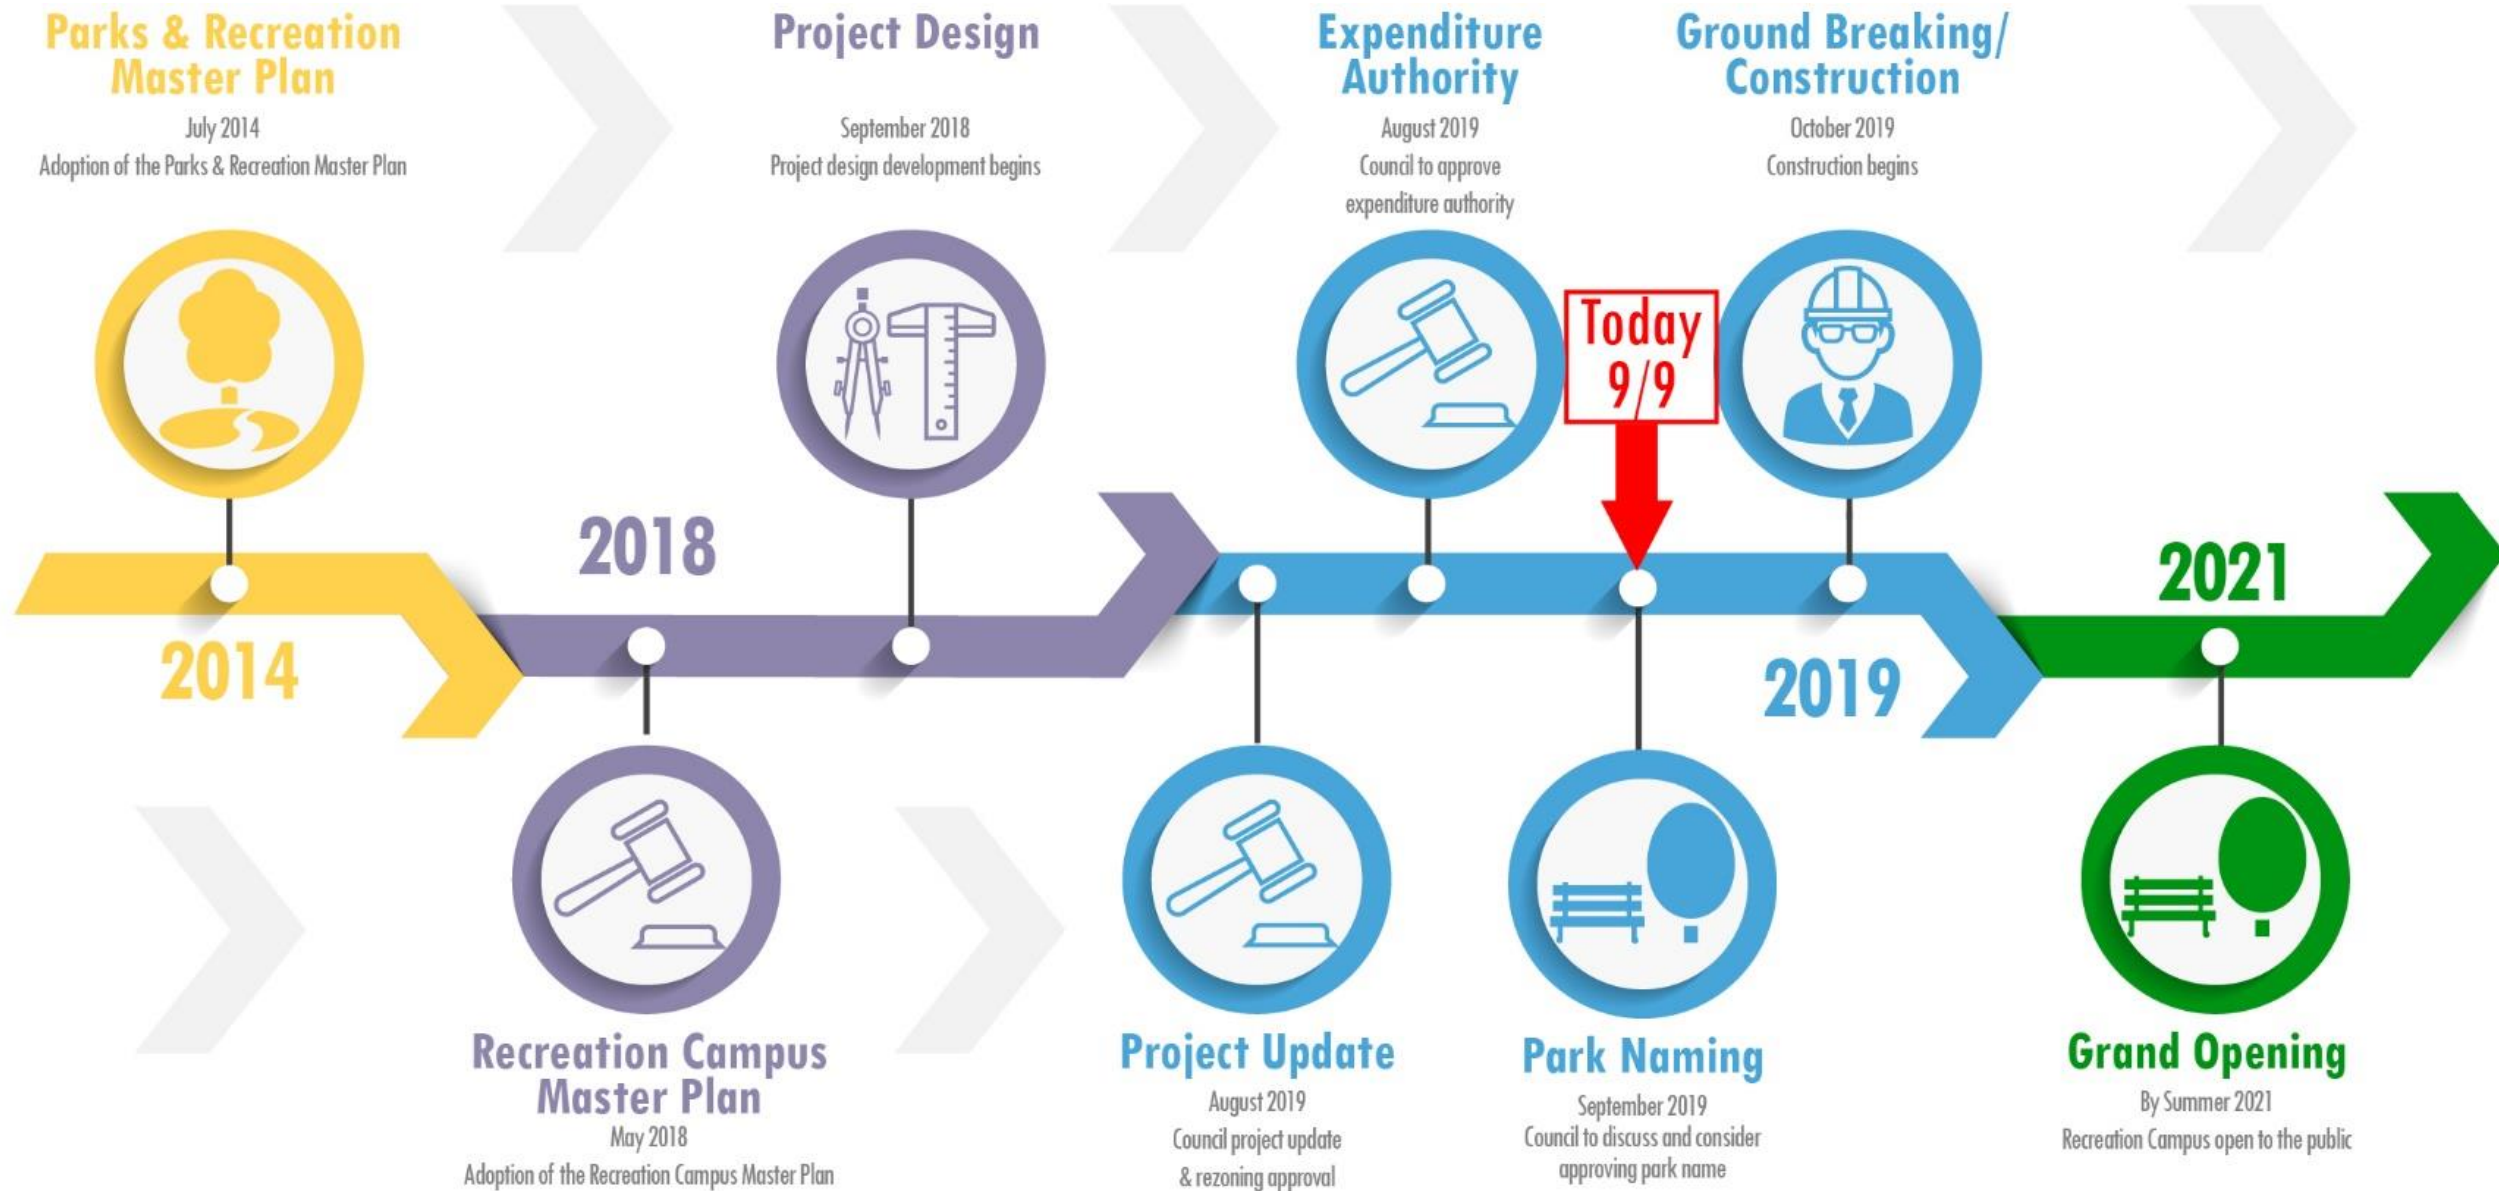 Parks & Recreation
Master Plan
July 2014
Adoption of the Parks & Recreation Master Plan
Project Design
September 2018
Project design development begins
Expenditure
Authority
August 2019
Council to approve
expenditure authority
Ground Breaking/
Construction
October 2019
Construction begins
Today
9/9
2014
2018
2019
2021
Recreation Campus
Master Plan
May 2018
Adoption of the Recreation Campus Master Plan
Project Update
August 2019
Council project update
& rezoning approval
Park Naming
September 2019
Council to discuss and consider
approving park name
Grand Opening
By Summer 2021
Recreation Campus open to the public